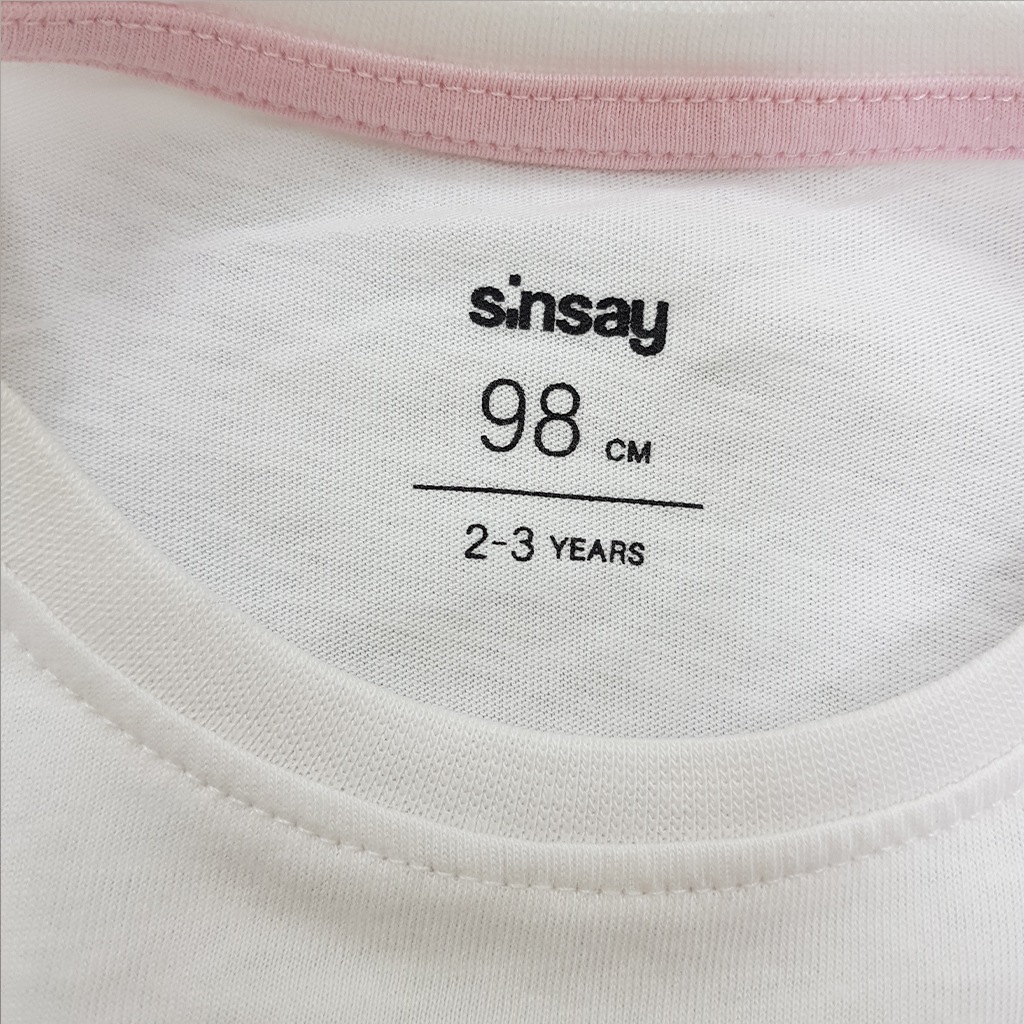 sinsay
98 CM
2-3 YEARS